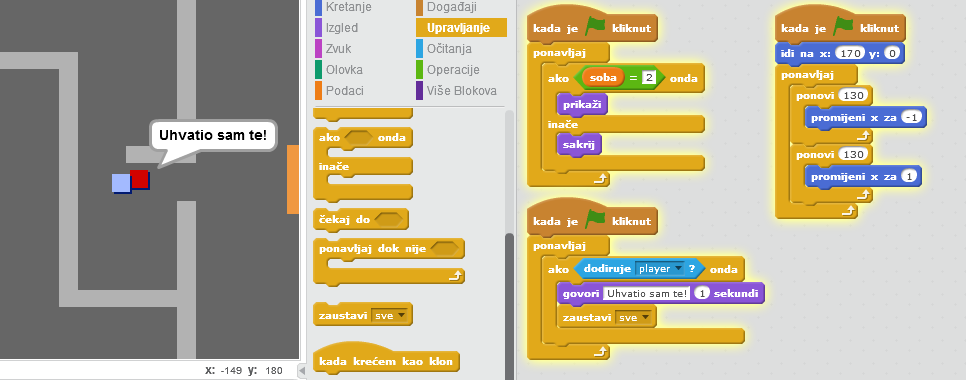 Uhvatio sam te!
x: -149 y: 180
Kretanje
Izgled
Zvuk
Olovka
Podaci
Događaji
Upravljanje
Očitanja
Operacije
Više Blokova
ako onda
inače
čekaj do
ponavljaj dok nije
zaustavi sve
kada krećem kao klon
kada je kliknut
ponavljaj
ako soba = 2 onda
prikaži
inače
sakrij
kada je kliknut
ponavljaj
ako dodiruje player ? onda
govori Uhvatio sam te! 1 sekundi
zaustavi sve
kada je kliknut
idi na x: 170 y: 0
ponavljaj
ponovi 130
promijeni x za -1
ponovi 130
promijeni x za 1